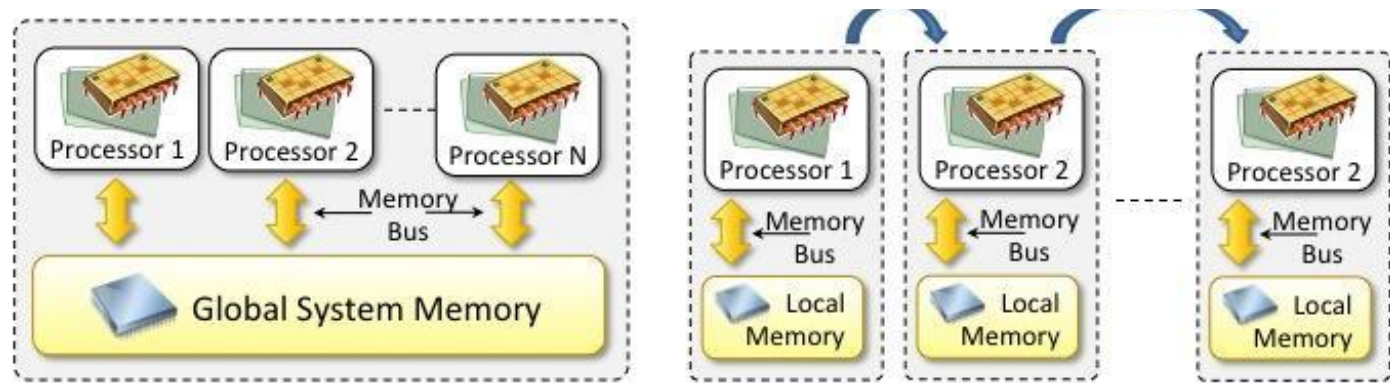 Processor 1
Processor 2
Processor N
Memory
Bus
Global System Memory
Processor 1
Memory
Bus
Local
Memory
Processor 2
Memory
Bus
Local
Memory
Processor 2
Memory
Bus
Local
Memory